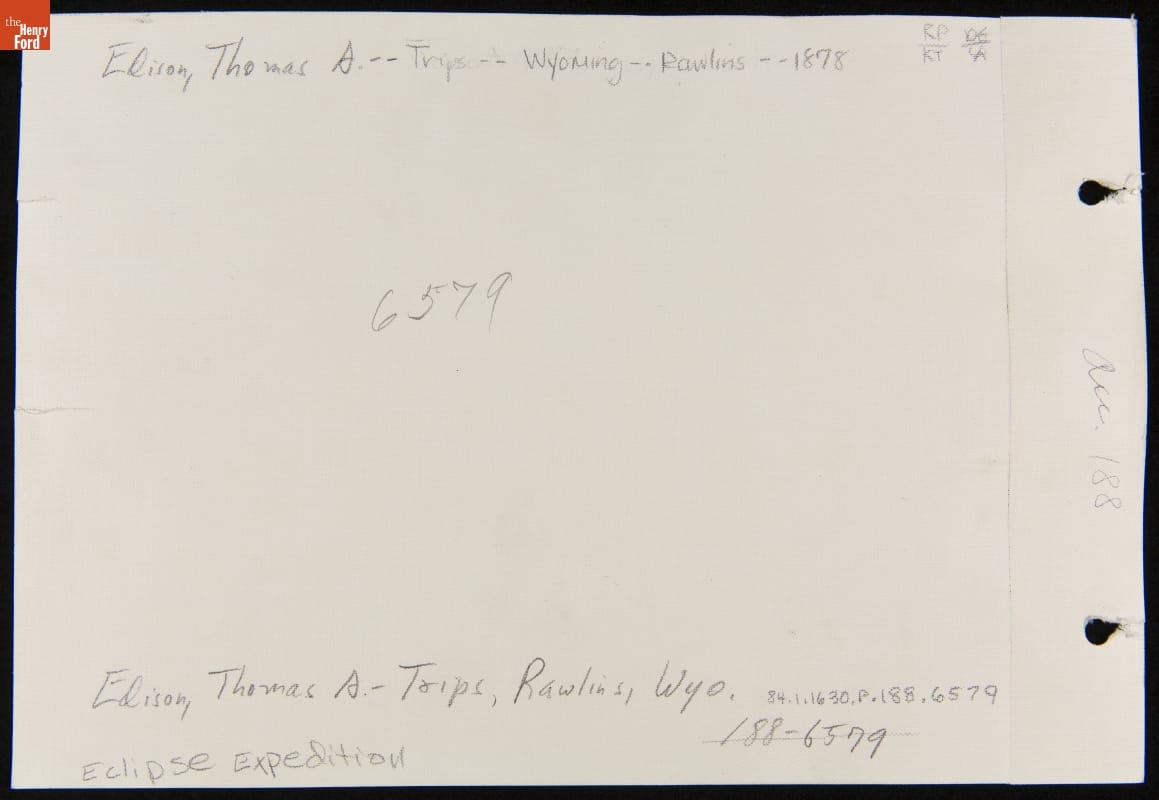 the
Henry
Ford
Edison, Thomas A. -- Trips -- Wyoming -- Rawlins -- 1878
RP
RT
6579
Acc. 188
Edison, Thomas A. - Trips, Rawlins, Wyo. 84.1.1630.P.188.6579
188-6579
Eclipse Expedition